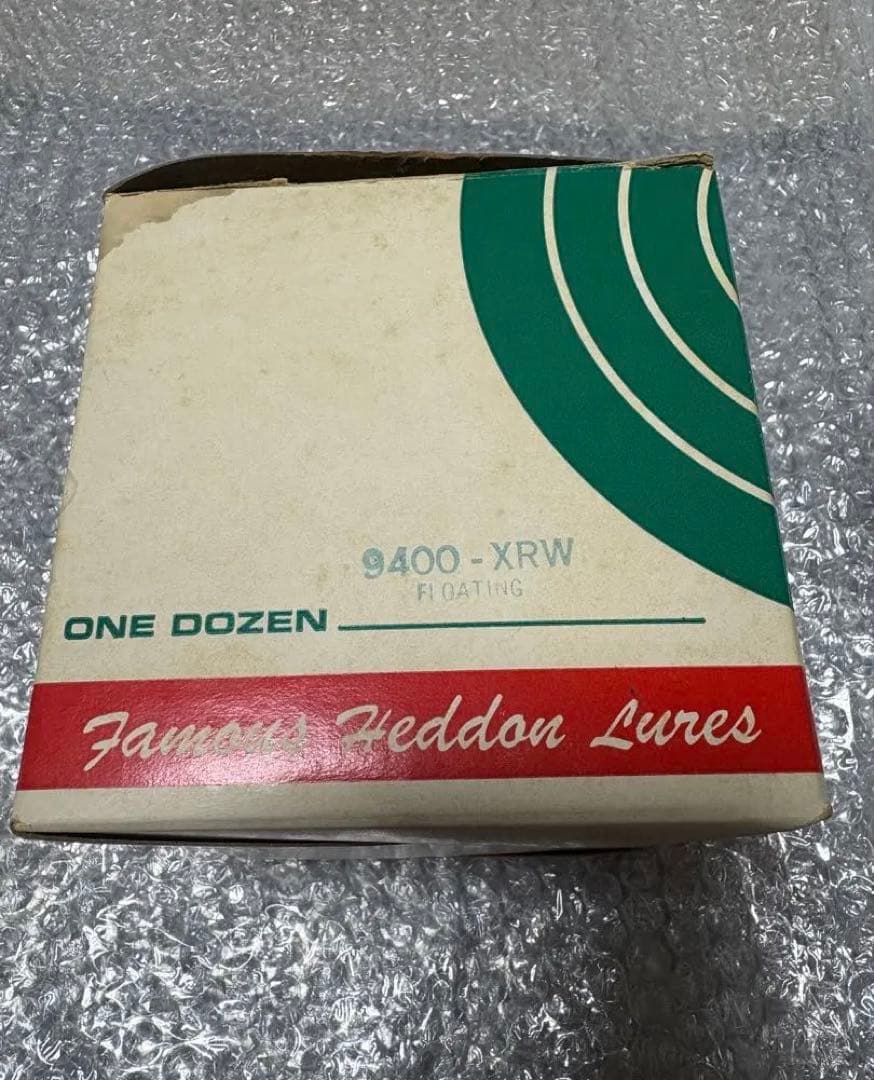 9400 - XRW
FLOATING
ONE DOZEN
Famous Heddon Lures